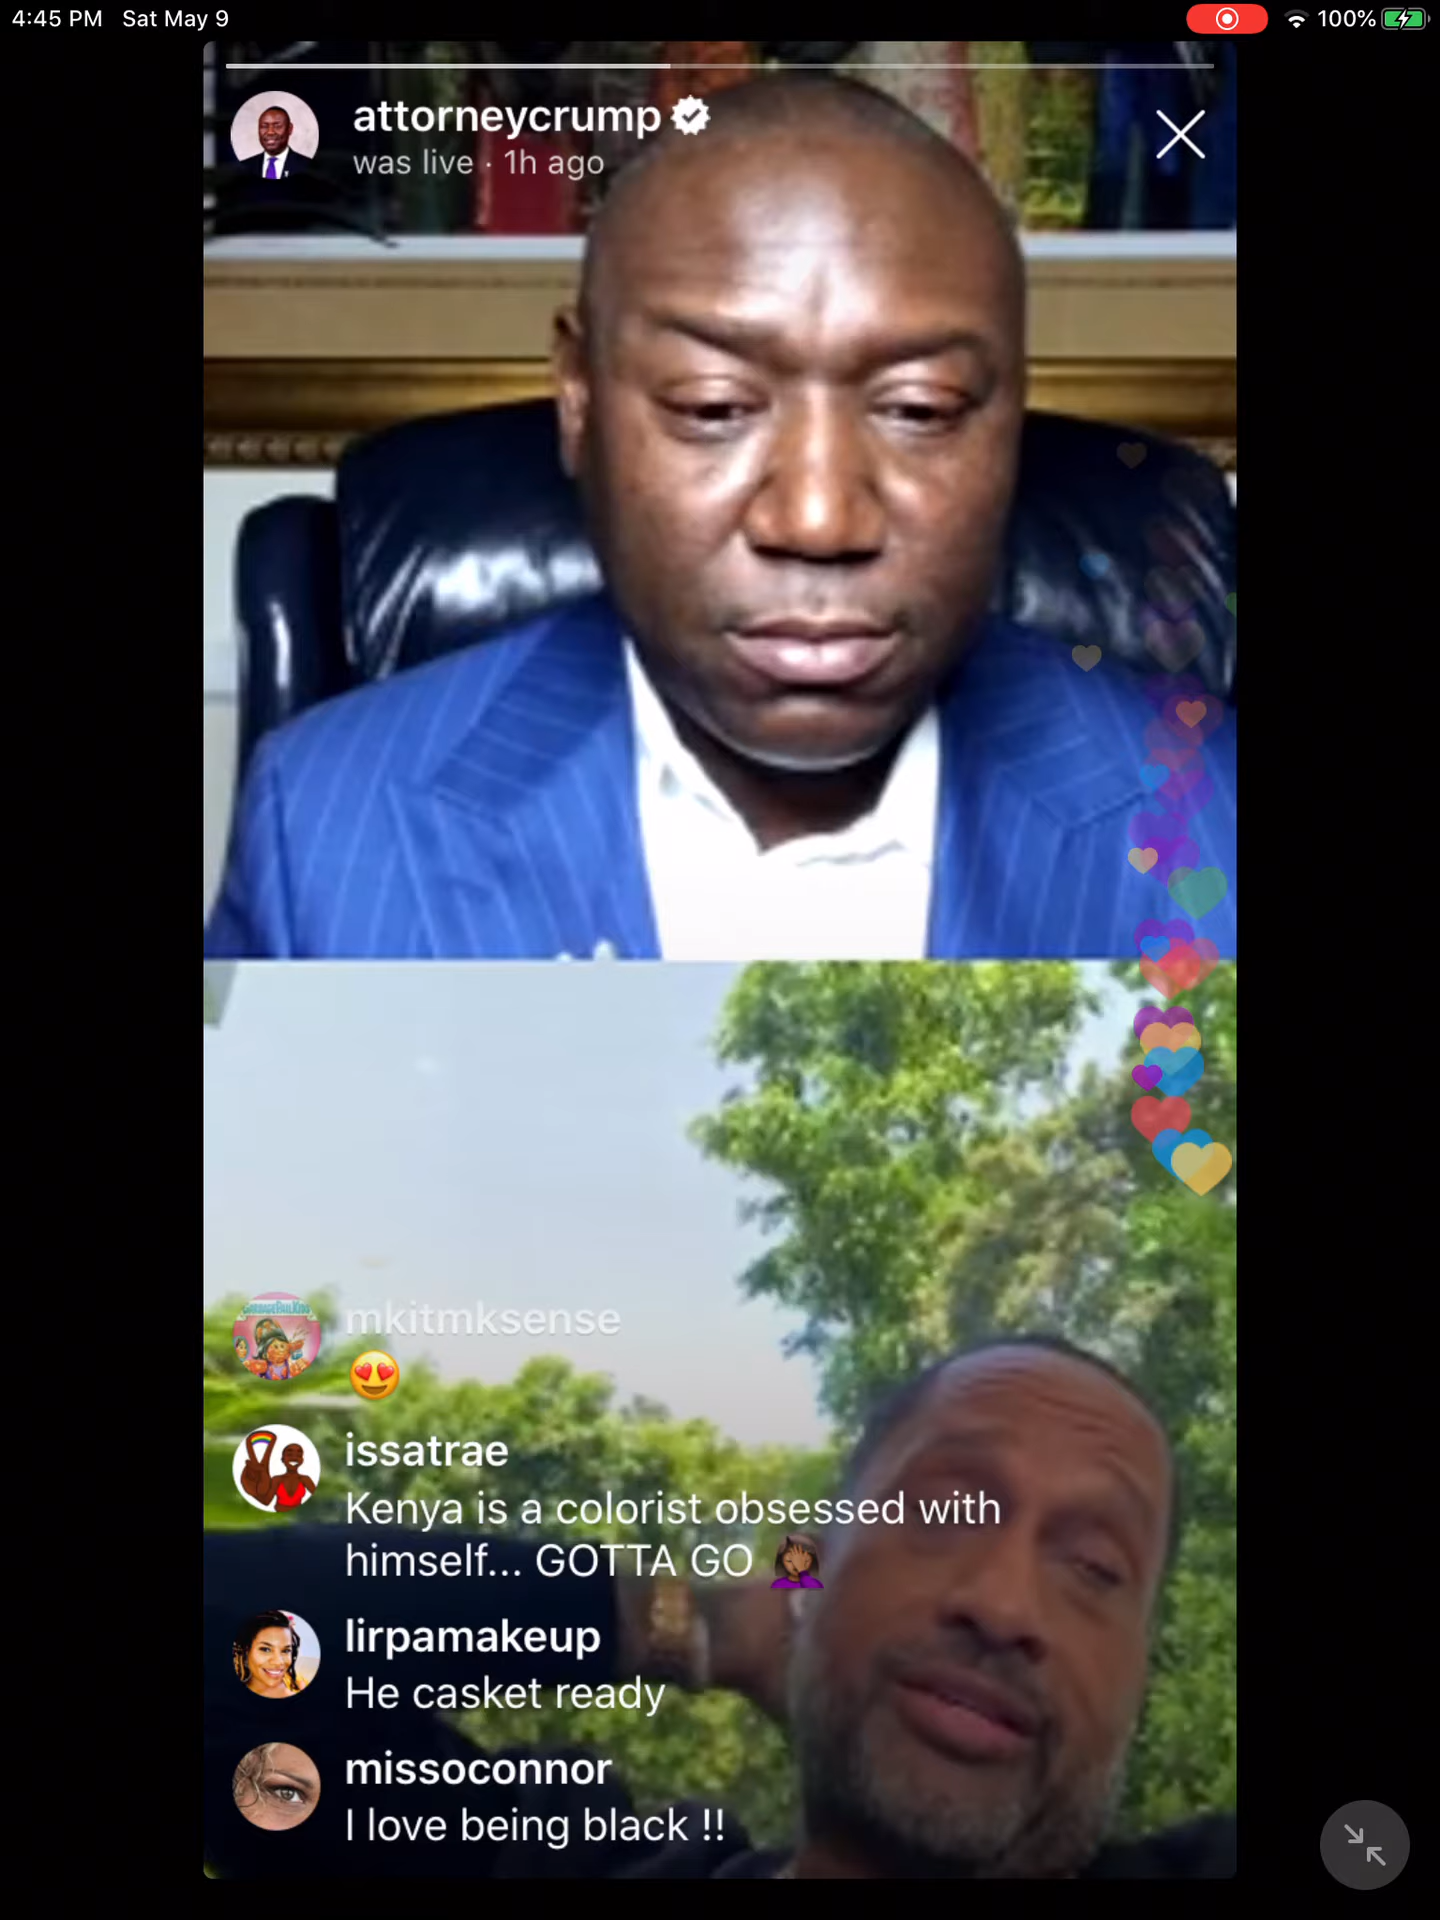 4:45 PM Sat May 9
100%
attorneycrump
was live · 1h ago
mkitmksense
😍
issatrae
Kenya is a colorist obsessed with
himself... GOTTA GO 🤦🏾‍♀️
lirpamakeup
He casket ready
missoconnor
I love being black !!